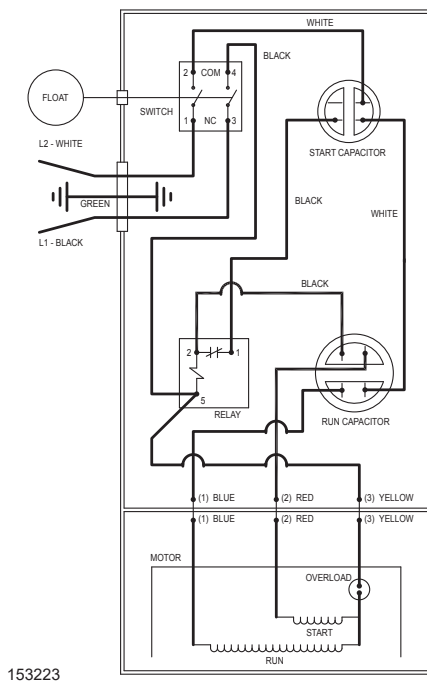 WHITE
2 COM 4
BLACK
FLOAT
SWITCH
1 NC 3
L2 - WHITE
START CAPACITOR
GREEN
BLACK
WHITE
L1 - BLACK
BLACK
2 1
5
RELAY
RUN CAPACITOR
(1) BLUE (2) RED (3) YELLOW
(1) BLUE (2) RED (3) YELLOW
MOTOR
OVERLOAD
START
RUN
153223